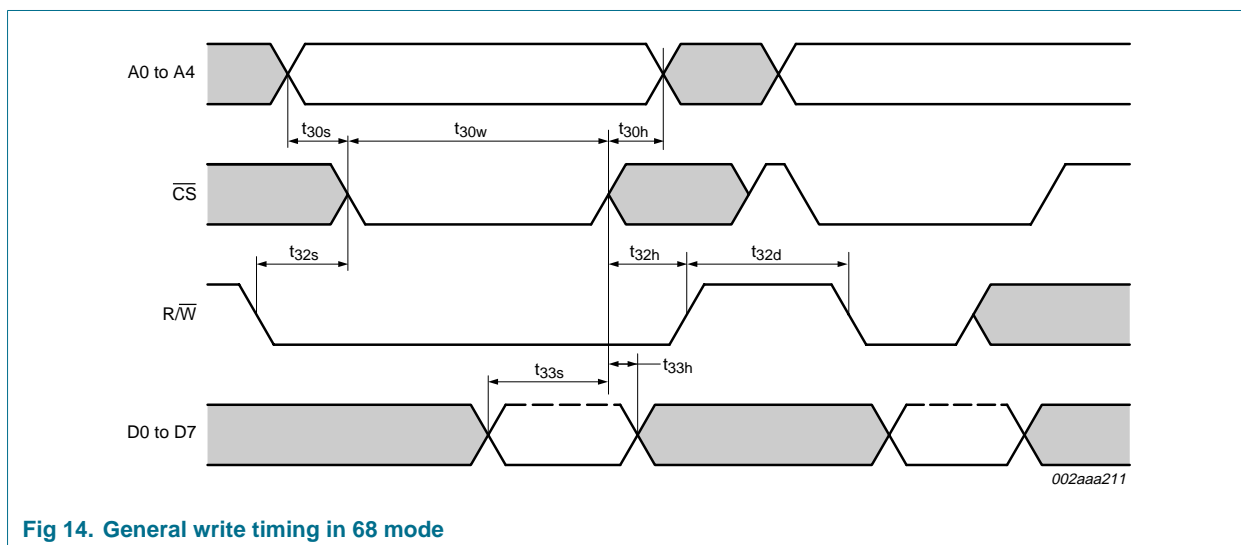 A0 to A4
t30s t30w t30h
C̅S̅
t32s t32h t32d
R/W̅
t33s t33h
D0 to D7
002aaa211
Fig 14. General write timing in 68 mode